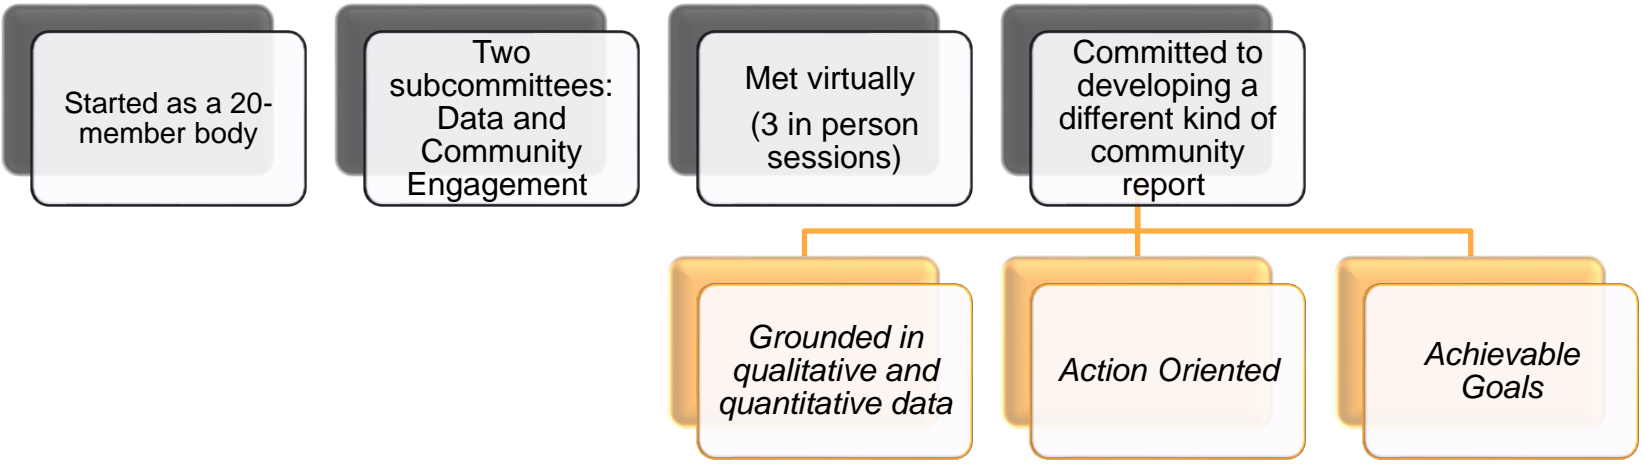 Started as a 20-
member body
Two
subcommittees:
Data and
Community
Engagement
Met virtually
(3 in person
sessions)
Committed to
developing a
different kind of
community
report
Grounded in
qualitative and
quantitative data
Action Oriented
Achievable
Goals